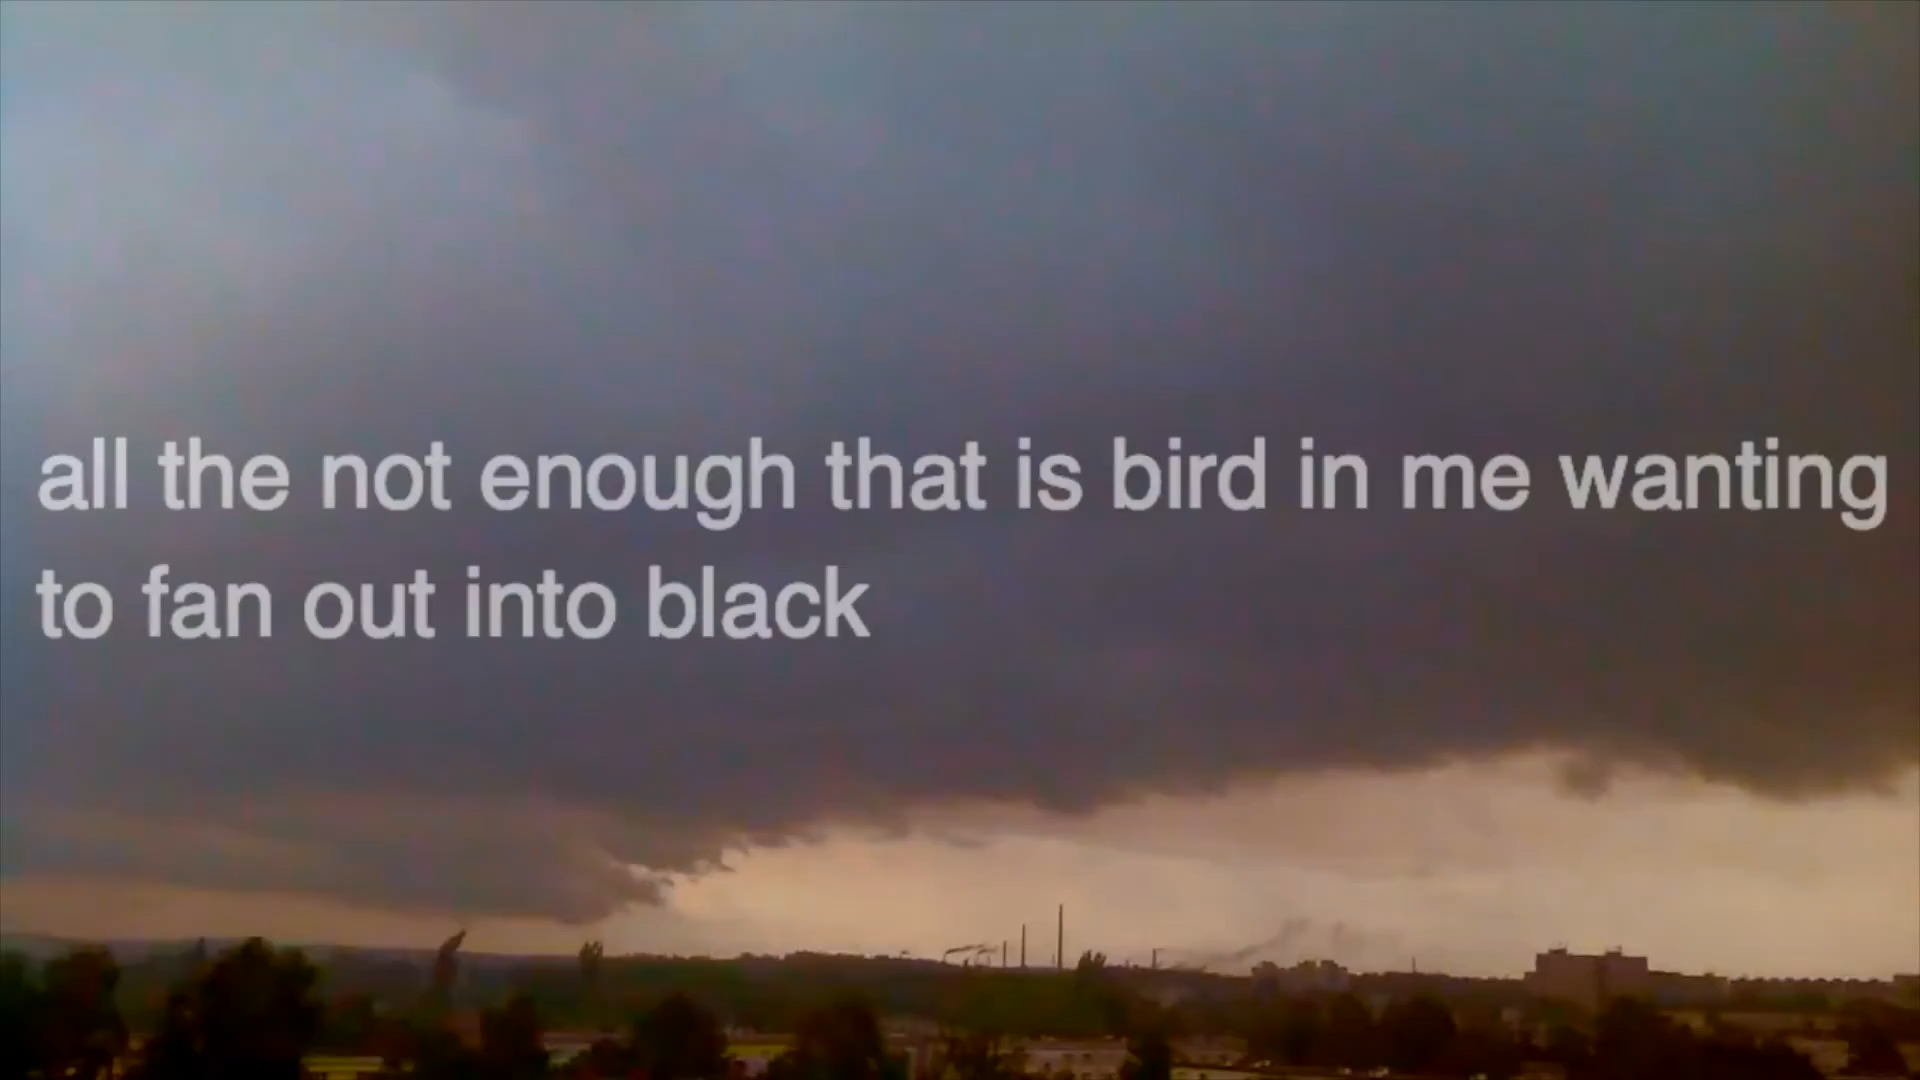 all the not enough that is bird in me wanting
to fan out into black